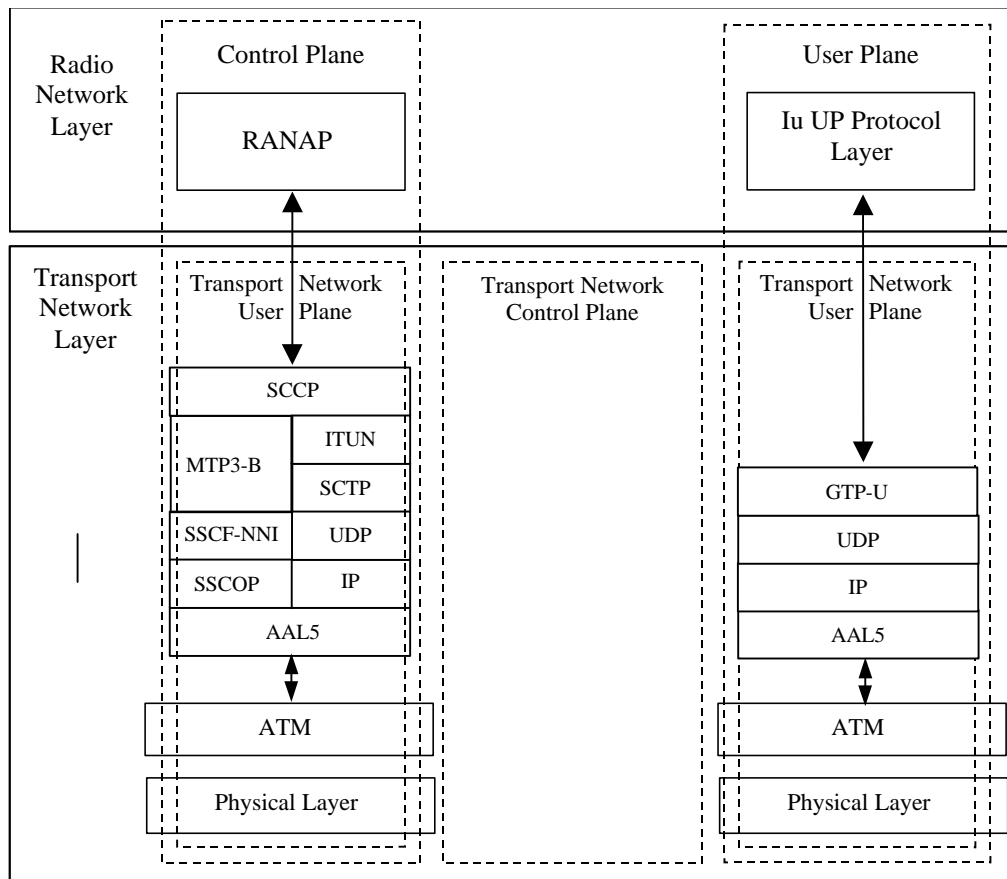 Radio
Network
Layer
Control Plane
RANAP
User Plane
Iu UP Protocol
Layer
Transport
Network
Layer
Transport Network
User Plane
SCCP
MTP3-B
ITUN
SCTP
SSCF-NNI
UDP
SSCOP
IP
AAL5
ATM
Physical Layer
Transport Network
Control Plane
Transport Network
User Plane
GTP-U
UDP
IP
AAL5
ATM
Physical Layer